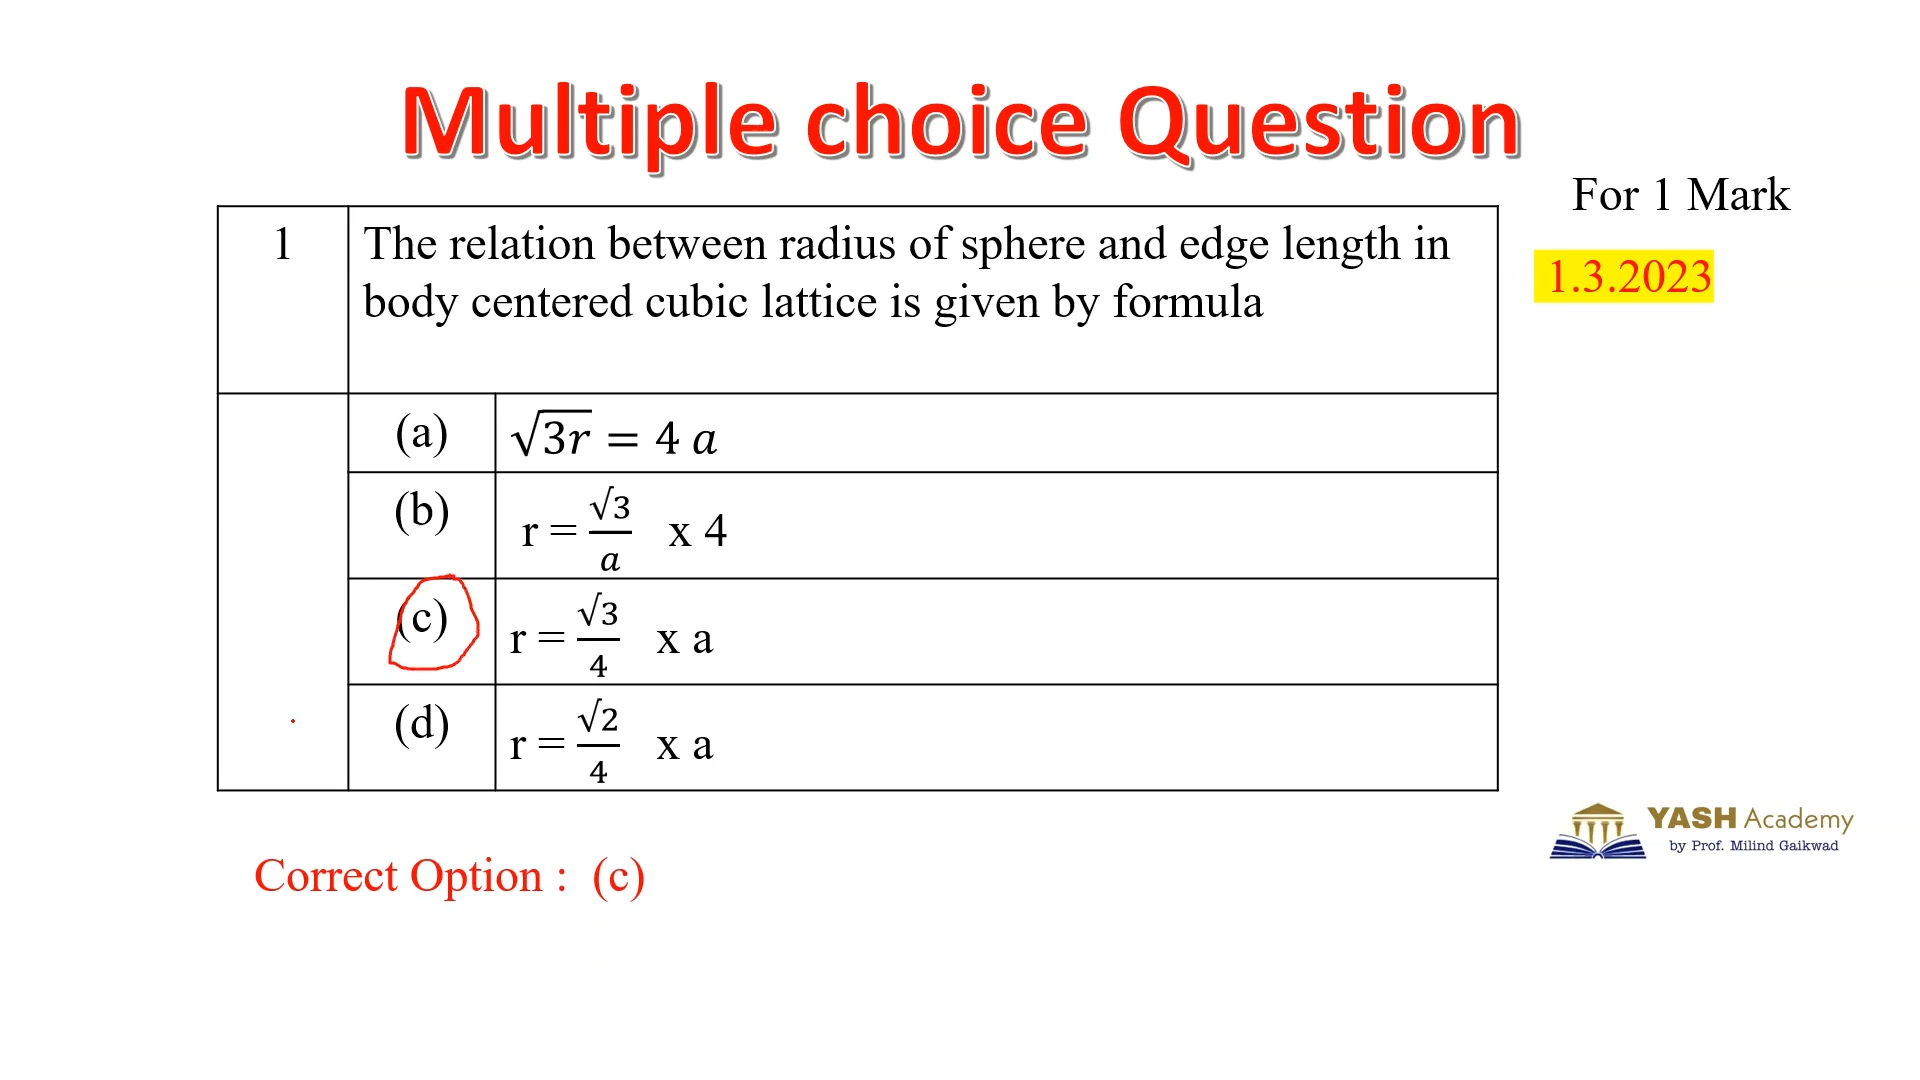 Multiple choice Question
For 1 Mark
1.3.2023
1 The relation between radius of sphere and edge length in
body centered cubic lattice is given by formula
(a) √3r = 4 a
(b) r = √3/a x 4
(c) r = √3/4 x a
(d) r = √2/4 x a
YASH Academy
by Prof. Milind Gaikwad
Correct Option : (c)